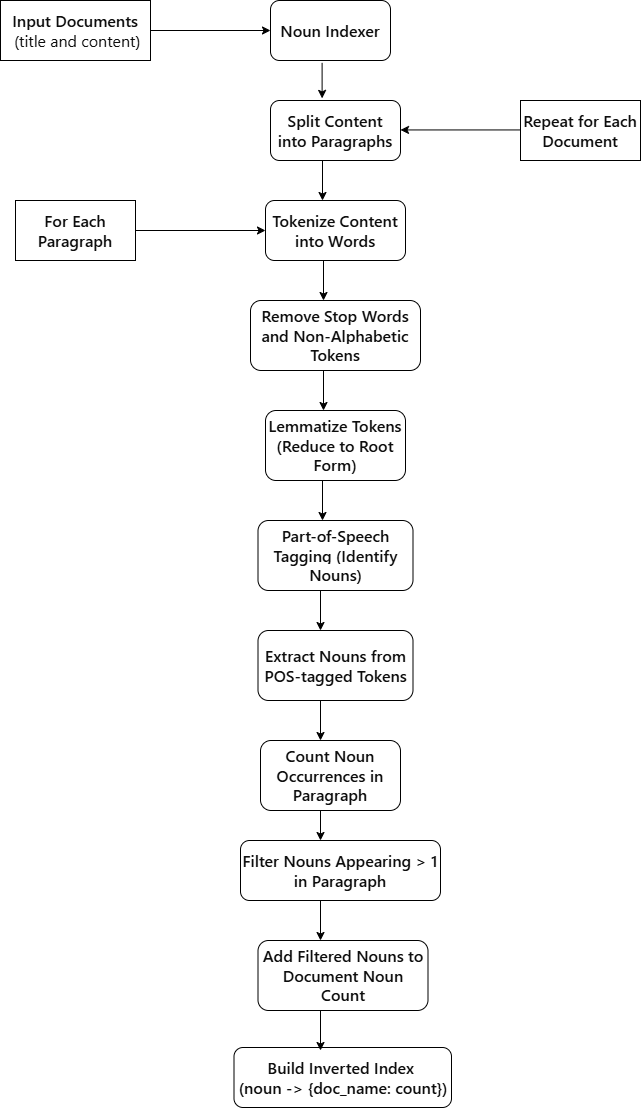 Input Documents
(title and content)
Noun Indexer
Split Content
into Paragraphs
Repeat for Each
Document
For Each
Paragraph
Tokenize Content
into Words
Remove Stop Words
and Non-Alphabetic
Tokens
Lemmatize Tokens
(Reduce to Root
Form)
Part-of-Speech
Tagging (Identify
Nouns)
Extract Nouns from
POS-tagged Tokens
Count Noun
Occurrences in
Paragraph
Filter Nouns Appearing > 1
in Paragraph
Add Filtered Nouns to
Document Noun
Count
Build Inverted Index
(noun -> {doc_name: count})